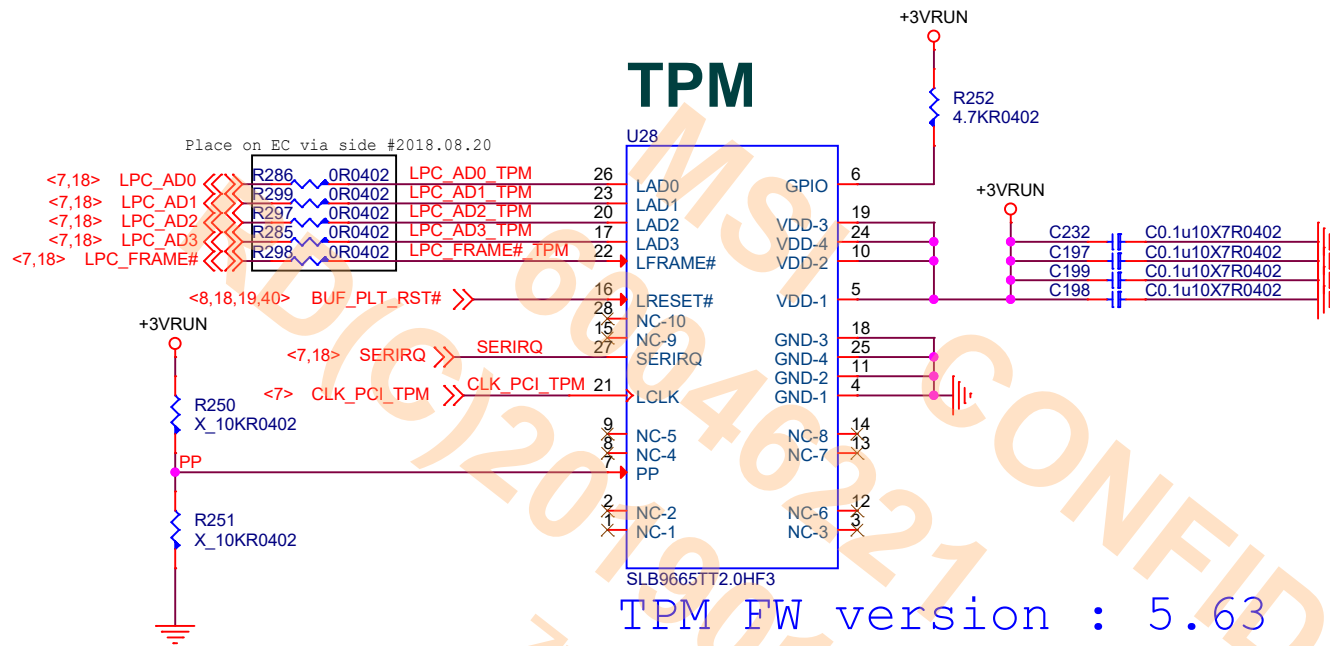 +3VRUN
TPM
R252
4.7KR0402
U28
Place on EC via side #2018.08.20
<7,18> LPC_AD0 R286 0R0402 LPC_AD0_TPM 26 LAD0 GPIO 6
+3VRUN
<7,18> LPC_AD1 R299 0R0402 LPC_AD1_TPM 23 LAD1
<7,18> LPC_AD2 R297 0R0402 LPC_AD2_TPM 20 LAD2 VDD-3 19
<7,18> LPC_AD3 R285 0R0402 LPC_AD3_TPM 17 LAD3 VDD-4 24 C232 C0.1u10X7R0402
<7,18> LPC_FRAME# R298 0R0402 LPC_FRAME#_TPM 22 LFRAME# VDD-2 10 C197 C0.1u10X7R0402
C199 C0.1u10X7R0402
<8,18,19,40> BUF_PLT_RST# 16 LRESET# VDD-1 5 C198 C0.1u10X7R0402
28 NC-10
15 NC-9 GND-3 18
<7,18> SERIRQ SERIRQ 27 SERIRQ GND-4 25
GND-2 11
<7> CLK_PCI_TPM CLK_PCI_TPM 21 LCLK GND-1 4
+3VRUN
R250
X_10KR0402
9 NC-5 NC-8 14
8 NC-4 NC-7 13
PP 7 PP
2 NC-2 NC-6 12
1 NC-1 NC-3 3
R251
X_10KR0402
SLB9665TT2.0HF3
TPM FW version : 5.63
MSI
60046221
CONFID